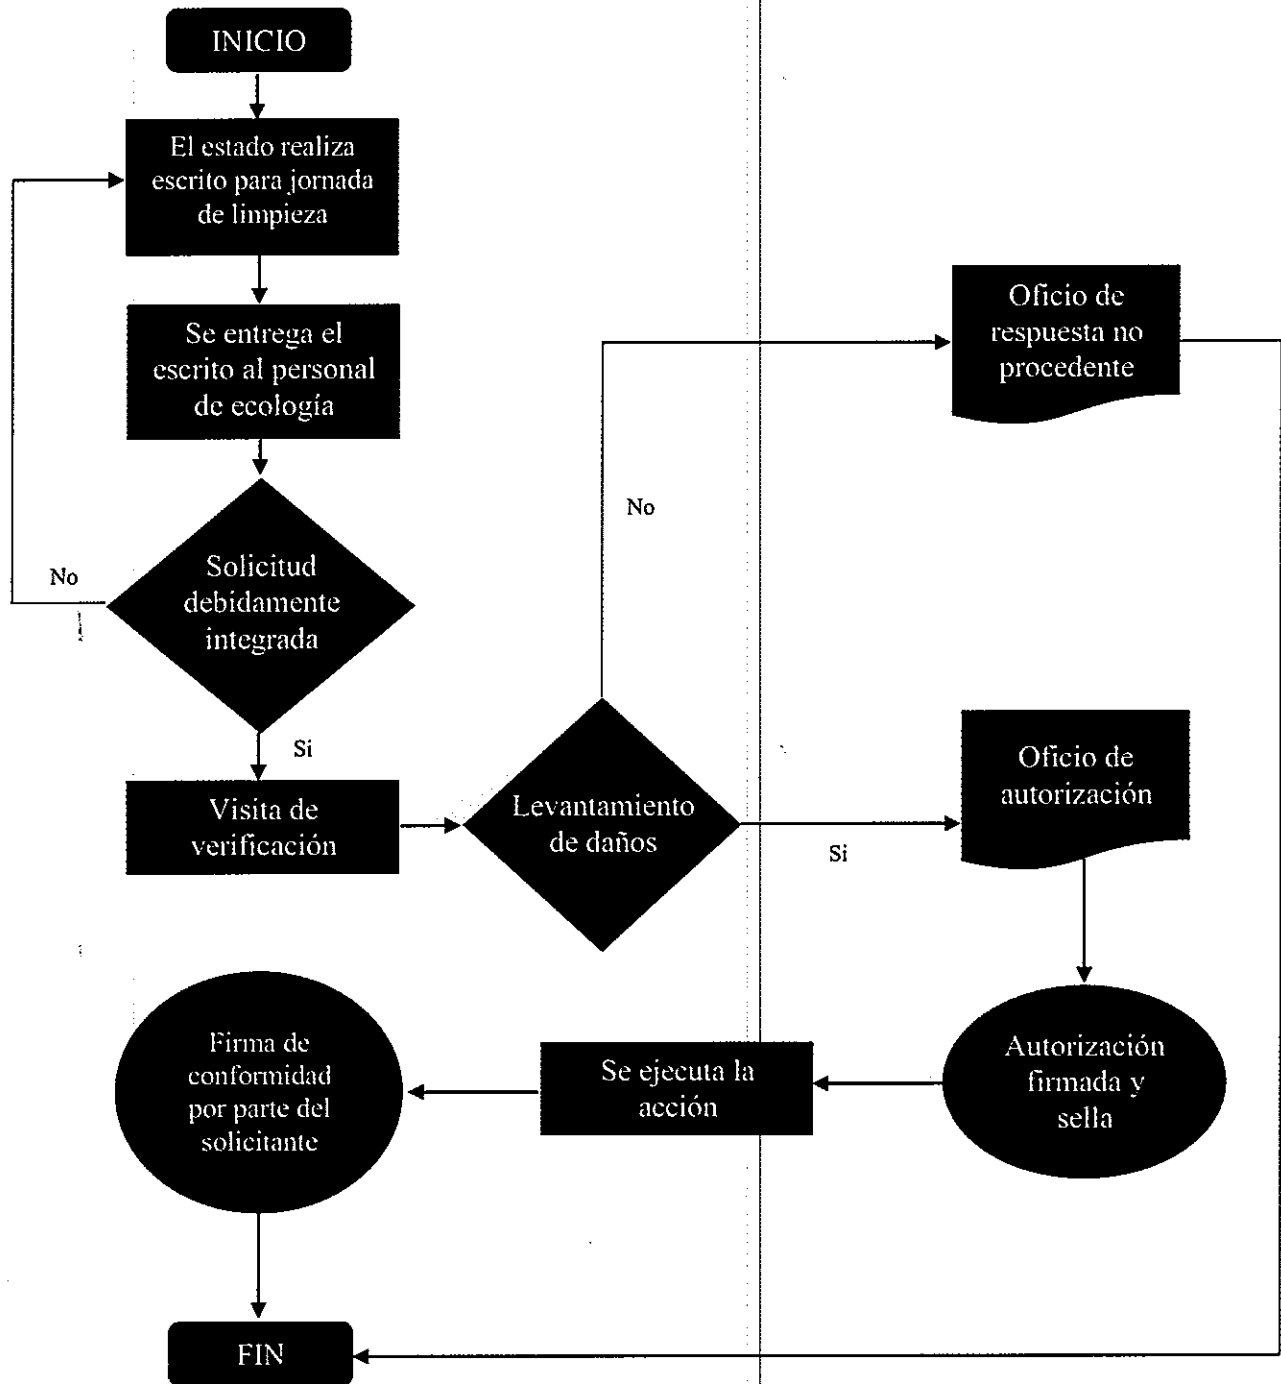 INICIO
El estado realiza
escrito para jornada
de limpieza
Se entrega el
escrito al personal
de ecología
Solicitud
debidamente
integrada
No
Si
Visita de
verificación
Levantamiento
de daños
No
Oficio de
respuesta no
procedente
Si
Oficio de
autorización
Autorización
firmada y
sella
Se ejecuta la
acción
Firma de
conformidad
por parte del
solicitante
FIN